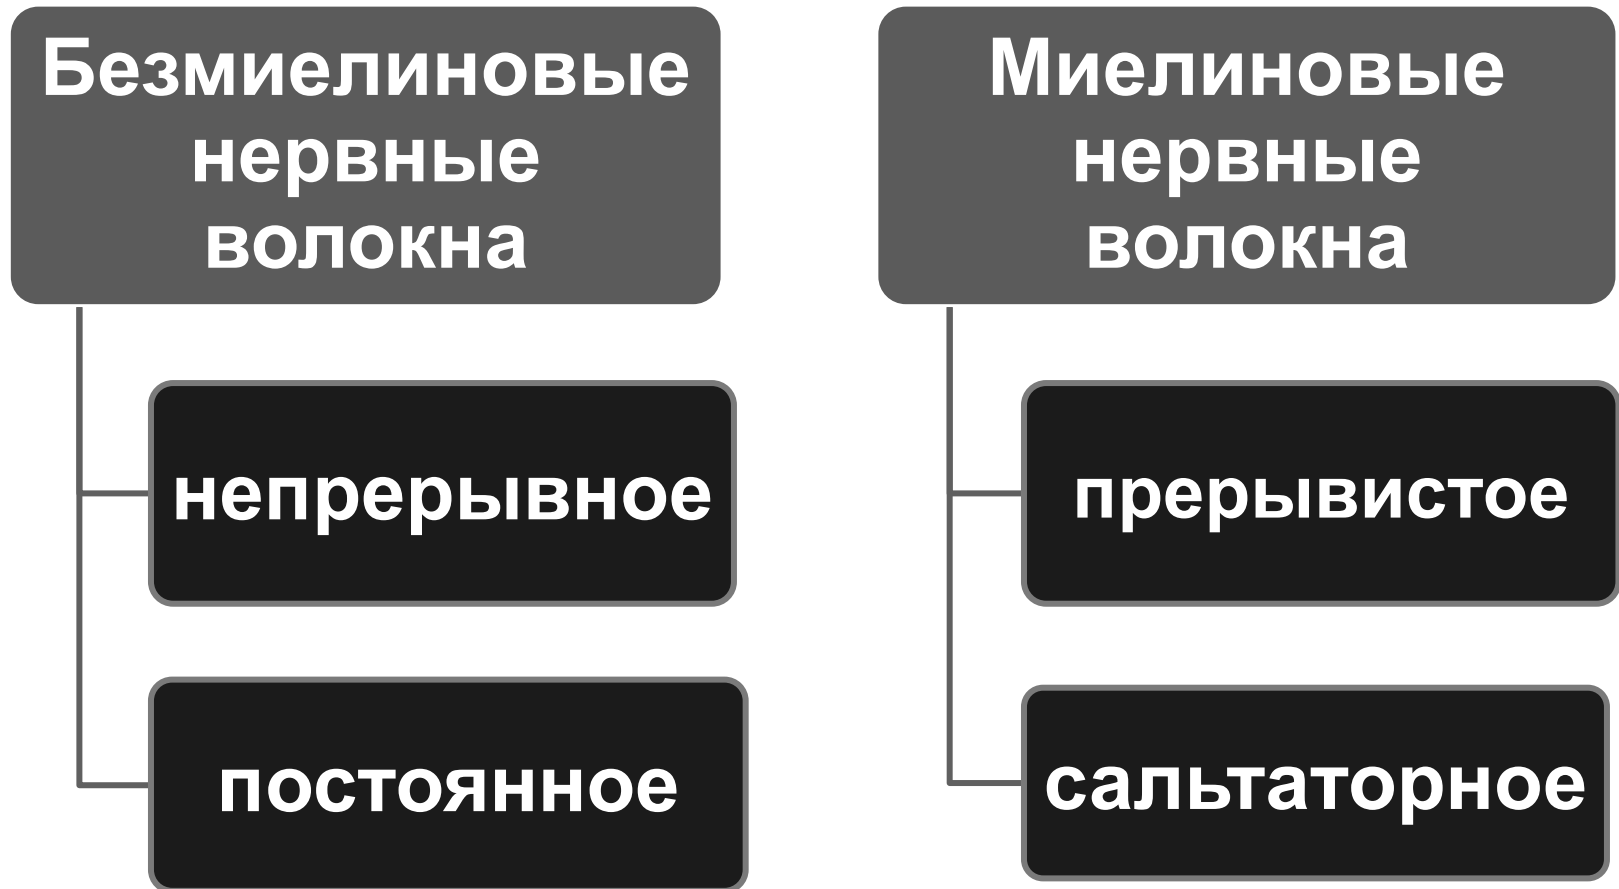 Безмиелиновые
нервные
волокна
непрерывное
постоянное
Миелиновые
нервные
волокна
прерывистое
сальтаторное